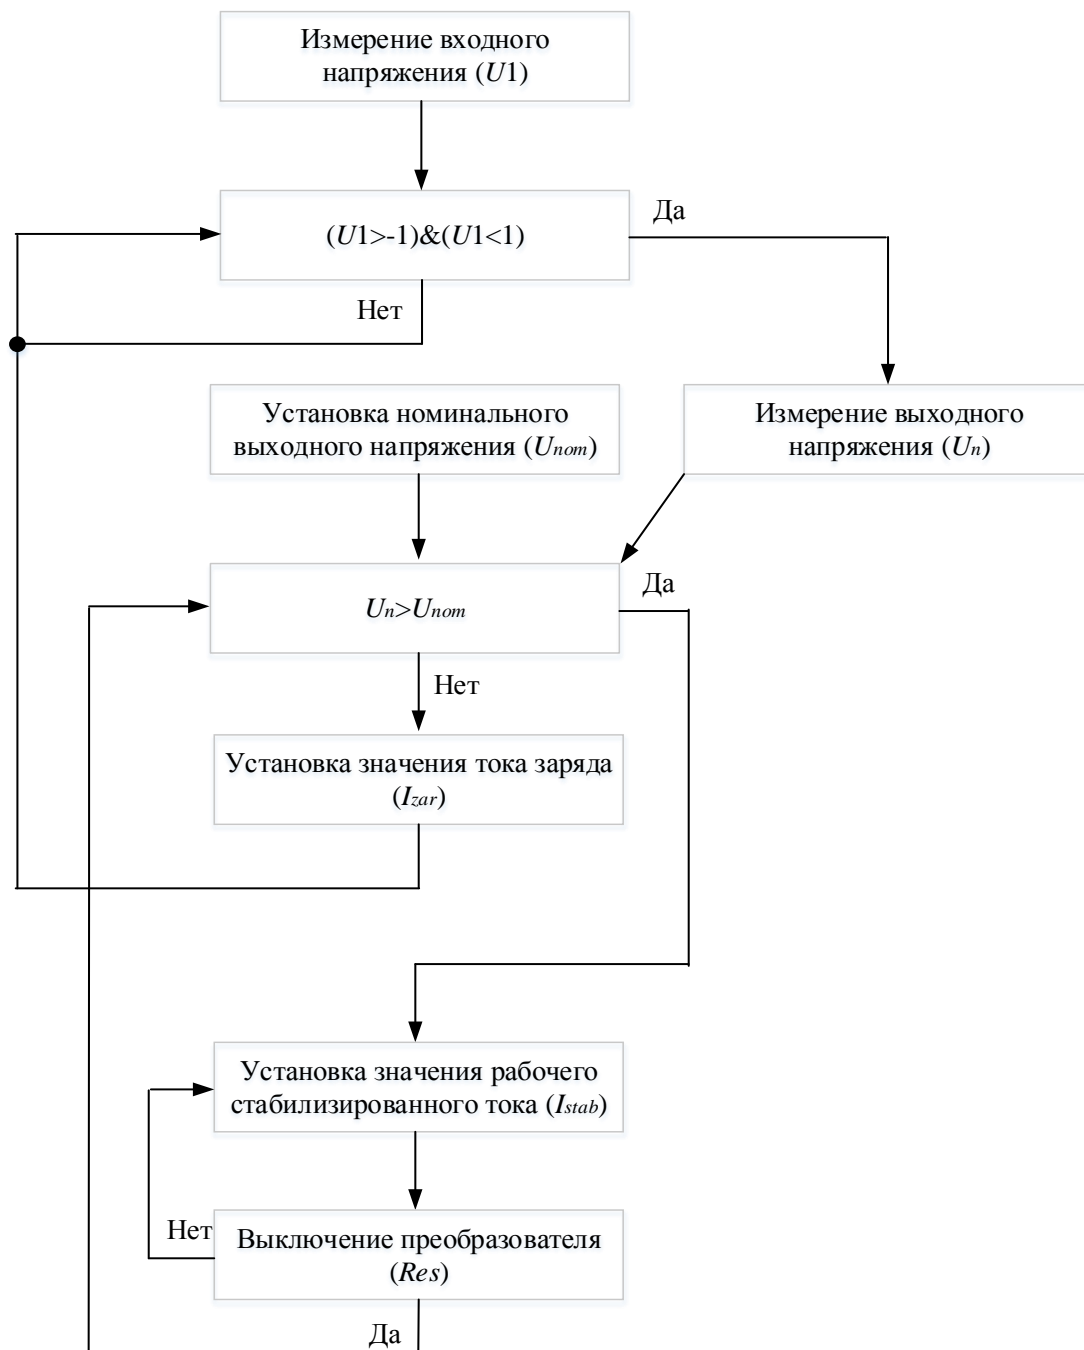 Измерение входного
напряжения (U1)
(U1>-1)&(U1<1)
Да
Нет
Установка номинального
выходного напряжения (Unom)
Измерение выходного
напряжения (Un)
Un>Unom
Да
Нет
Установка значения тока заряда
(Izar)
Установка значения рабочего
стабилизированного тока (Istab)
Нет
Выключение преобразователя
(Res)
Да